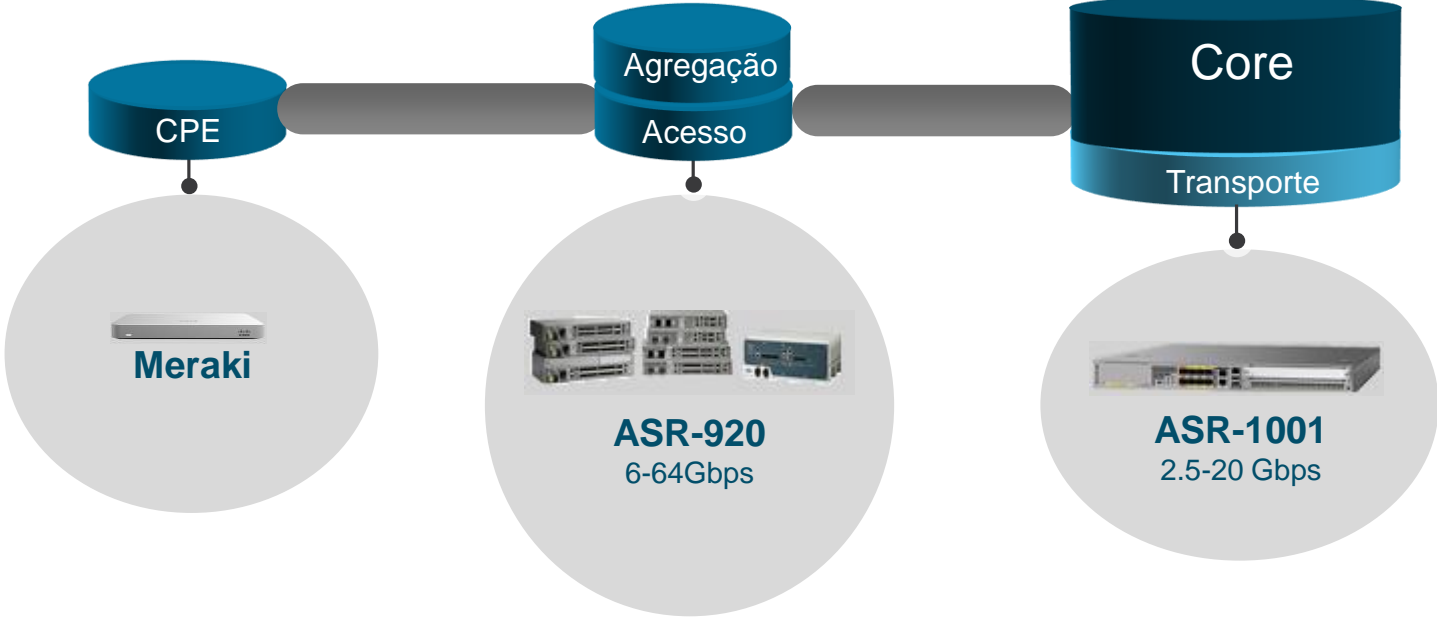 CPE
Agregação
Acesso
Core
Transporte
Meraki
ASR-920
6-64Gbps
ASR-1001
2.5-20 Gbps